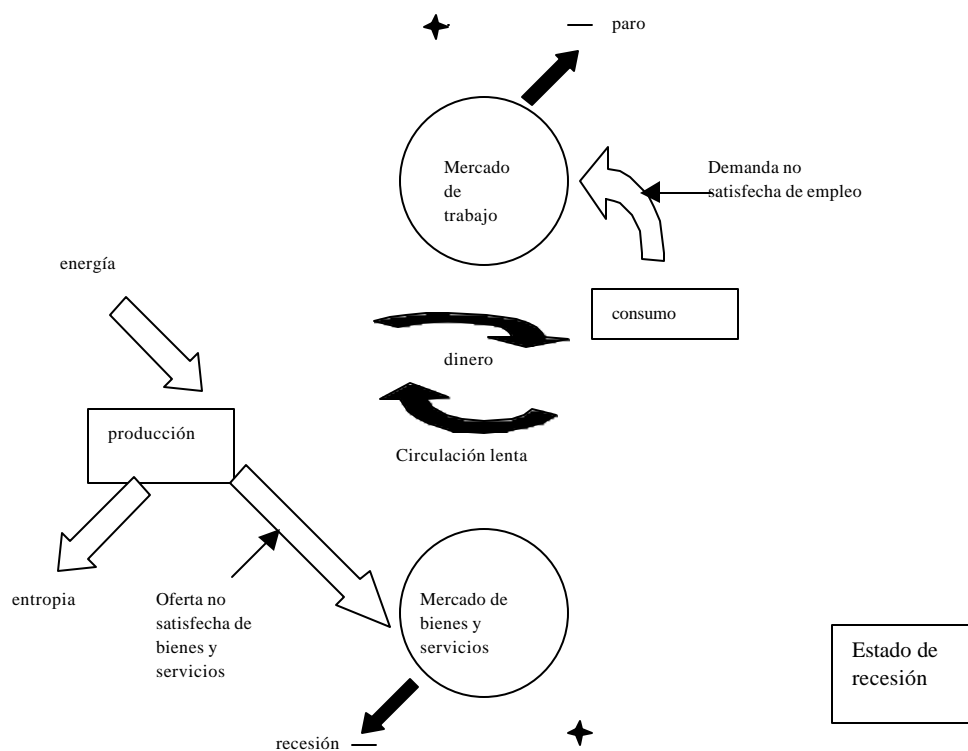 paro
Mercado
de
trabajo
Demanda no
satisfecha de empleo
energía
consumo
dinero
producción
Circulación lenta
entropia
Oferta no
satisfecha de
bienes y
servicios
Mercado de
bienes y
servicios
Estado de
recesión
recesión